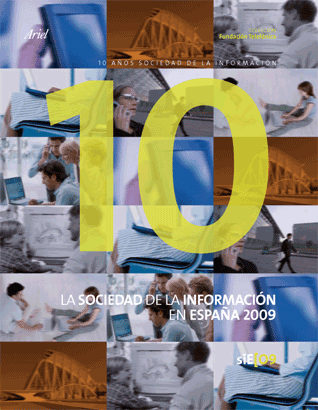 Ariel
Fundación Telefónica
10 AÑOS SOCIEDAD DE LA INFORMACIÓN
10
LA SOCIEDAD DE LA INFORMACIÓN
EN ESPAÑA 2009
siE[09